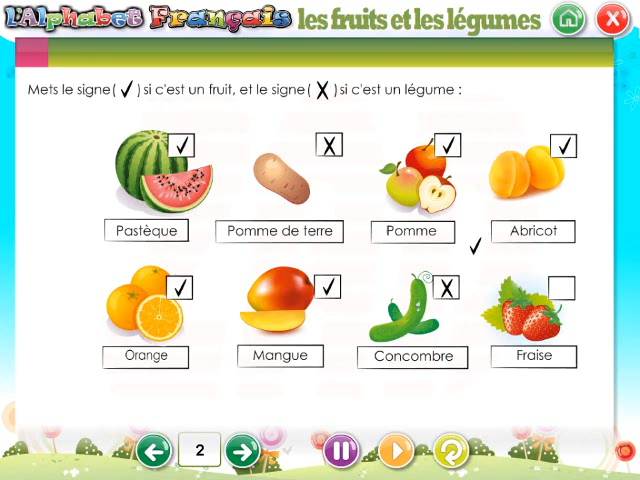 L'Alphabet Français les fruits et les légumes
Mets le signe( ✓ ) si c'est un fruit, et le signe( X ) si c'est un légume :
Pastèque Pomme de terre Pomme Abricot
Orange Mangue Concombre Fraise
2